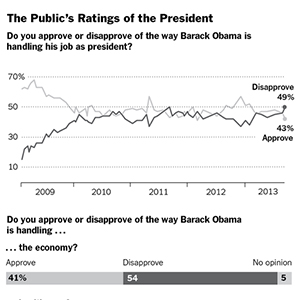 The Public's Ratings of the President
Do you approve or disapprove of the way Barack Obama is
handling his job as president?
70%
Disapprove
49%
50
43%
Approve
30
10
2009 2010 2011 2012 2013
Do you approve or disapprove of the way Barack Obama
is handling . . .
. . . the economy?
Approve Disapprove No opinion
41% 54 5